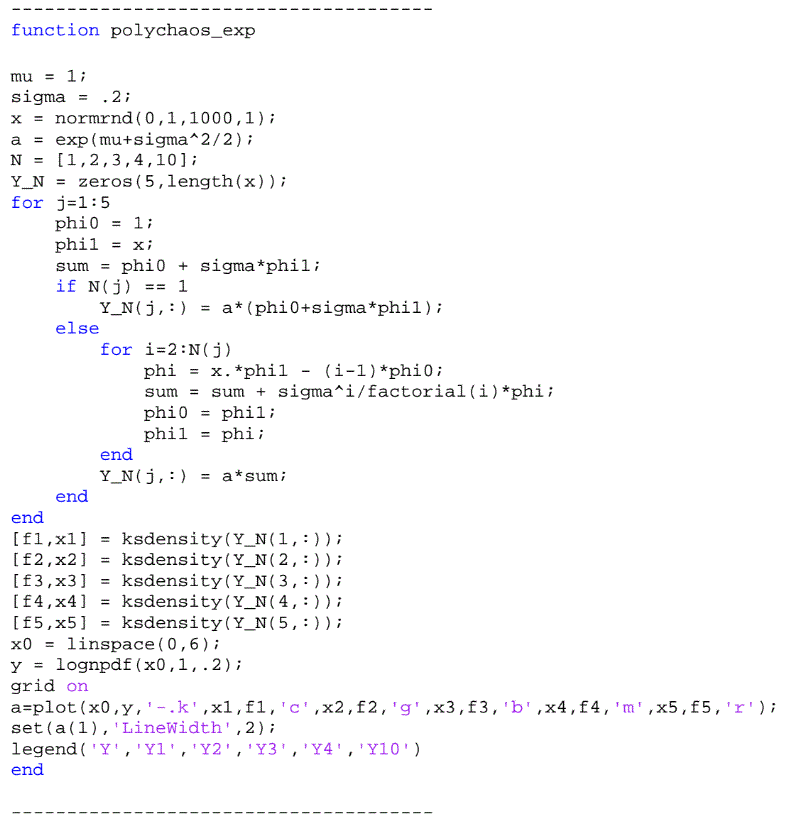 --------------------------------------
function polychaos_exp

mu = 1;
sigma = .2;
x = normrnd(0,1,1000,1);
a = exp(mu+sigma^2/2);
N = [1,2,3,4,10];
Y_N = zeros(5,length(x));
for j=1:5
    phi0 = 1;
    phi1 = x;
    sum = phi0 + sigma*phi1;
    if N(j) == 1
        Y_N(j,:) = a*(phi0+sigma*phi1);
    else
        for i=2:N(j)
            phi = x.*phi1 - (i-1)*phi0;
            sum = sum + sigma^i/factorial(i)*phi;
            phi0 = phi1;
            phi1 = phi;
        end
        Y_N(j,:) = a*sum;
    end
end
[f1,x1] = ksdensity(Y_N(1,:));
[f2,x2] = ksdensity(Y_N(2,:));
[f3,x3] = ksdensity(Y_N(3,:));
[f4,x4] = ksdensity(Y_N(4,:));
[f5,x5] = ksdensity(Y_N(5,:));
x0 = linspace(0,6);
y = lognpdf(x0,1,.2);
grid on
a=plot(x0,y,'-.k',x1,f1,'c',x2,f2,'g',x3,f3,'b',x4,f4,'m',x5,f5,'r');
set(a(1),'LineWidth',2);
legend('Y','Y1','Y2','Y3','Y4','Y10')
end

--------------------------------------